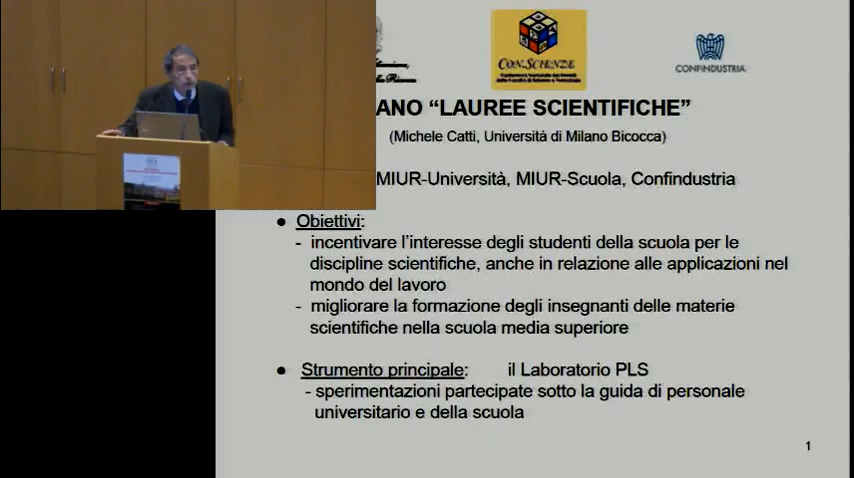 CON.SCIENZE
CONFINDUSTRIA
ANO “LAUREE SCIENTIFICHE”
(Michele Catti, Università di Milano Bicocca)
MIUR-Università, MIUR-Scuola, Confindustria
● Obiettivi:
- incentivare l’interesse degli studenti della scuola per le
discipline scientifiche, anche in relazione alle applicazioni nel
mondo del lavoro
- migliorare la formazione degli insegnanti delle materie
scientifiche nella scuola media superiore
● Strumento principale: il Laboratorio PLS
- sperimentazioni partecipate sotto la guida di personale
universitario e della scuola
1